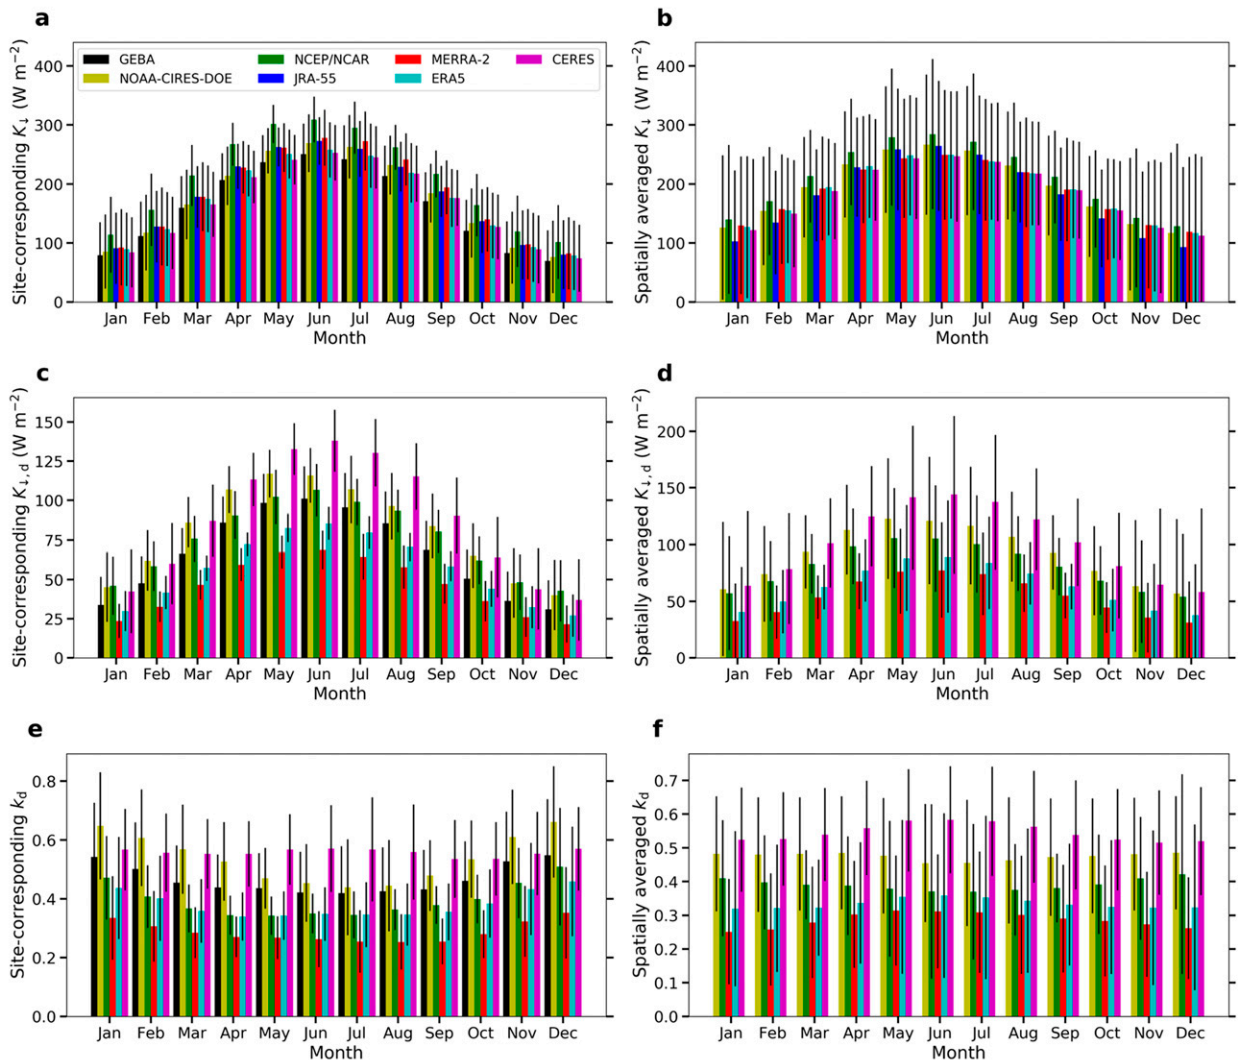 a
Site-corresponding K↓ (W m−2)
400
300
200
100
0
GEBA
NOAA-CIRES-DOE
NCEP/NCAR
JRA-55
MERRA-2
ERA5
CERES
Jan Feb Mar Apr May Jun Jul Aug Sep Oct Nov Dec
Month
b
Spatially averaged K↓ (W m−2)
400
300
200
100
0
Jan Feb Mar Apr May Jun Jul Aug Sep Oct Nov Dec
Month
c
Site-corresponding K↓,d (W m−2)
150
125
100
75
50
25
0
Jan Feb Mar Apr May Jun Jul Aug Sep Oct Nov Dec
Month
d
Spatially averaged K↓,d (W m−2)
200
150
100
50
0
Jan Feb Mar Apr May Jun Jul Aug Sep Oct Nov Dec
Month
e
Site-corresponding kd
0.8
0.6
0.4
0.2
0.0
Jan Feb Mar Apr May Jun Jul Aug Sep Oct Nov Dec
Month
f
Spatially averaged kd
0.7
0.6
0.5
0.4
0.3
0.2
0.1
0.0
Jan Feb Mar Apr May Jun Jul Aug Sep Oct Nov Dec
Month